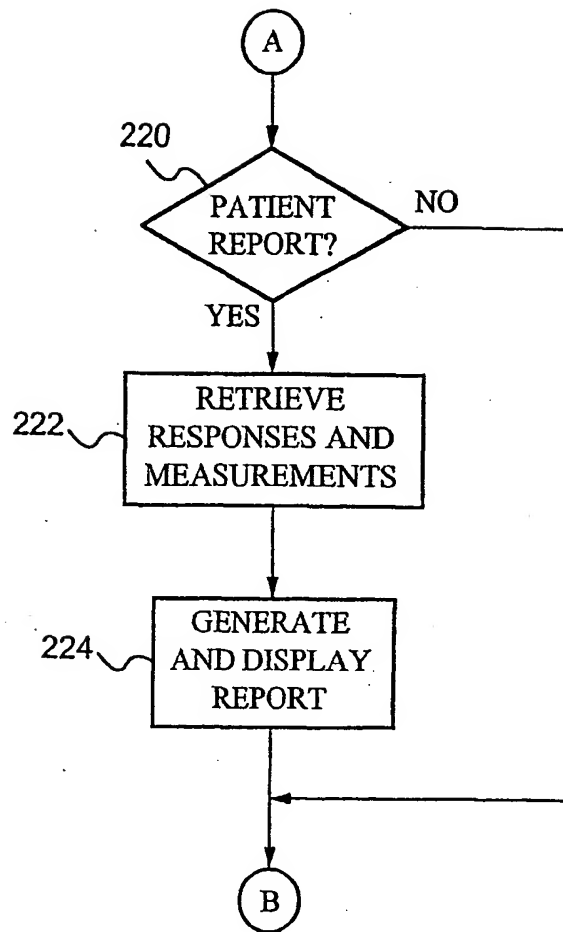 A
220
PATIENT
REPORT?
NO
YES
222
RETRIEVE
RESPONSES AND
MEASUREMENTS
224
GENERATE
AND DISPLAY
REPORT
B